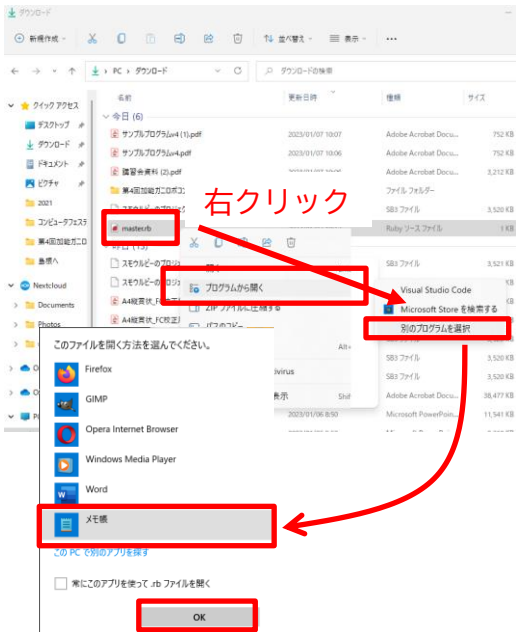 ダウンロード
新規作成
並べ替え
表示
PC > ダウンロード
ダウンロードの検索
名前 更新日時 種類 サイズ
クイック アクセス
デスクトップ
ダウンロード
ドキュメント
ピクチャ
2021
コンピュータフェスラ
第4回加能ガニロ
島根へ
Nextcloud
Documents
Photos
今日 (6)
サンプルプログラムv4 (1).pdf 2023/01/07 10:07 Adobe Acrobat Docu... 752 KB
サンプルプログラムv4.pdf 2023/01/07 10:06 Adobe Acrobat Docu... 752 KB
講習会資料 (2).pdf Adobe Acrobat Docu... 3,212 KB
第4回加能ガニロボコ ファイル フォルダー
SB3 ファイル 3,520 KB
右クリック
master.rb Ruby ソース ファイル 1 KB
スモウルビーのプロジ SB3 ファイル 3,521 KB
スモウルビーのプロジ
A4縦賞状_FC校正
プログラムから開く
ZIP ファイルに圧縮する
パスのコピー
Alt+
ivirus
表示 Shif
Visual Studio Code
Microsoft Store を検索する
別のプログラムを選択
SB3 ファイル 3,520 KB
SB3 ファイル 3,520 KB
Adobe Acrobat Docu... 38,477 KB
2023/01/06 8:50 Microsoft PowerPoin... 11,541 KB
このファイルを開く方法を選んでください。
Firefox
GIMP
Opera Internet Browser
Windows Media Player
Word
メモ帳
この PC で別のアプリを探す
常にこのアプリを使って .rb ファイルを開く
OK